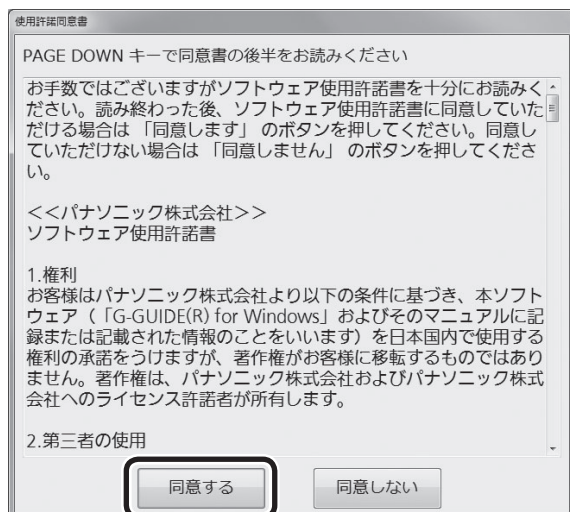 使用許諾同意書
PAGE DOWN キーで同意書の後半をお読みください
お手数ではございますがソフトウェア使用許諾書を十分にお読みく
ださい。読み終わった後、ソフトウェア使用許諾書に同意していた
だける場合は 「同意します」 のボタンを押してください。同意し
ていただけない場合は 「同意しません」 のボタンを押してくださ
い。
<<パナソニック株式会社>>
ソフトウェア使用許諾書
1.権利
お客様はパナソニック株式会社より以下の条件に基づき、本ソフト
ウェア（「G-GUIDE(R) for Windows」およびそのマニュアルに記
録または記載された情報のことをいいます）を日本国内で使用する
権利の承諾をうけますが、著作権がお客様に移転するものではあり
ません。著作権は、パナソニック株式会社およびパナソニック株式
会社へのライセンス許諾者が所有します。
2.第三者の使用
同意する 同意しない